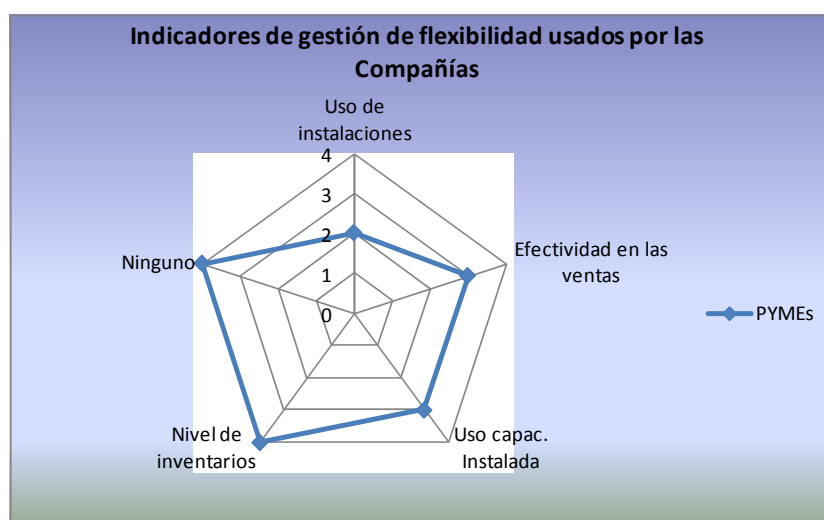 Indicadores de gestión de flexibilidad usados por las
Compañías
Uso de
instalaciones
4
3
2
1
0
Efectividad en las
ventas
Ninguno
PYMEs
Nivel de
inventarios
Uso capac.
Instalada